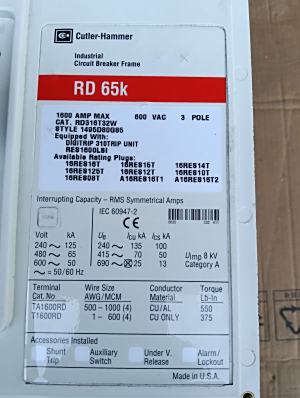 Cutler-Hammer
Industrial
Circuit Breaker Frame
RD 65k
1600 AMP MAX 600 VAC 3 POLE
CAT. RD316T32W
STYLE 1495D80G85
Equipped With:
DIGITRIP 310TRIP UNIT
RES1600LSI
Available Rating Plugs:
16RES16T 16RES15T 16RES14T
16RES125T 16RES12T 16RES10T
16RES08T A16RES16T1 A16RES16T2
Interrupting Capacity – RMS Symmetrical Amps
IEC 60947-2
CE
Volt kA
240 ~ 125
480 ~ 65
600 ~ 50
~ = 50/60 Hz
Ue ICU kA ICS kA
240 ~ 135 100
415 ~ 70 50
690 ~ 25 13
Uimp 8 kV
Category A
Terminal Wire Size Conductor Torque
Cat. No. AWG/MCM Material Lb-In
TA1600RD 500 - 1000 (4) CU/AL 550
T1600RD 1 - 600 (4) CU ONLY 375
Accessories Installed
Shunt Trip
Auxiliary Switch
Under V. Release
Alarm/ Lockout
Made in U.S.A.